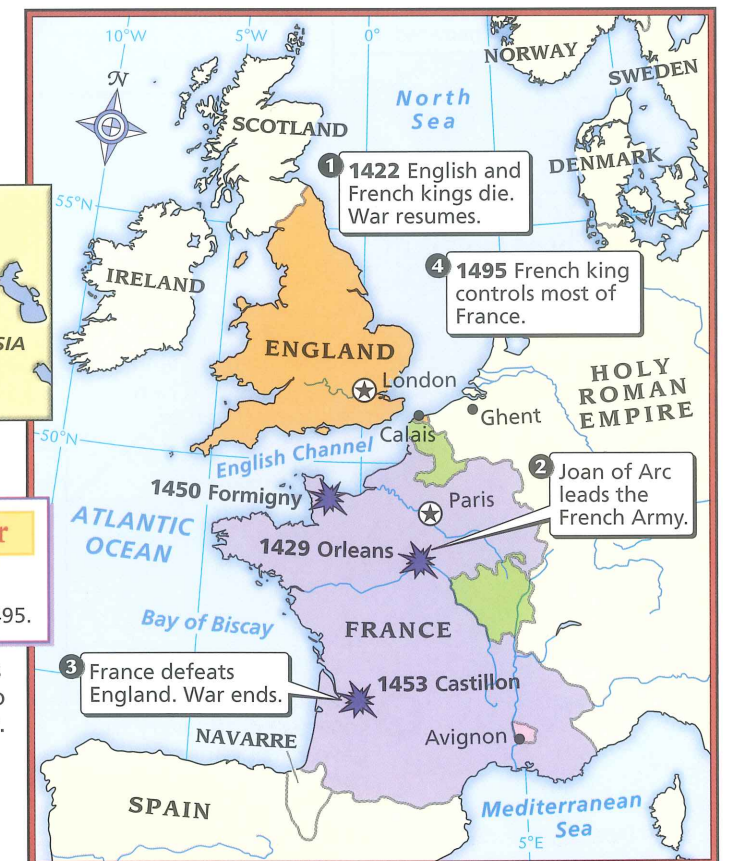 10°W
5°W
0°
N
NORWAY
SWEDEN
North
Sea
SCOTLAND
DENMARK
1 1422 English and
French kings die.
War resumes.
55°N
IRELAND
4 1495 French king
controls most of
France.
SIA
ENGLAND
HOLY
ROMAN
EMPIRE
London
Ghent
Calais
50°N
English Channel
2 Joan of Arc
leads the
French Army.
1450 Formigny
Paris
ATLANTIC
OCEAN
r
1429 Orleans
95.
Bay of Biscay
FRANCE
3 France defeats
England. War ends.
1453 Castillon
NAVARRE
Avignon
SPAIN
Mediterranean
Sea
5°E